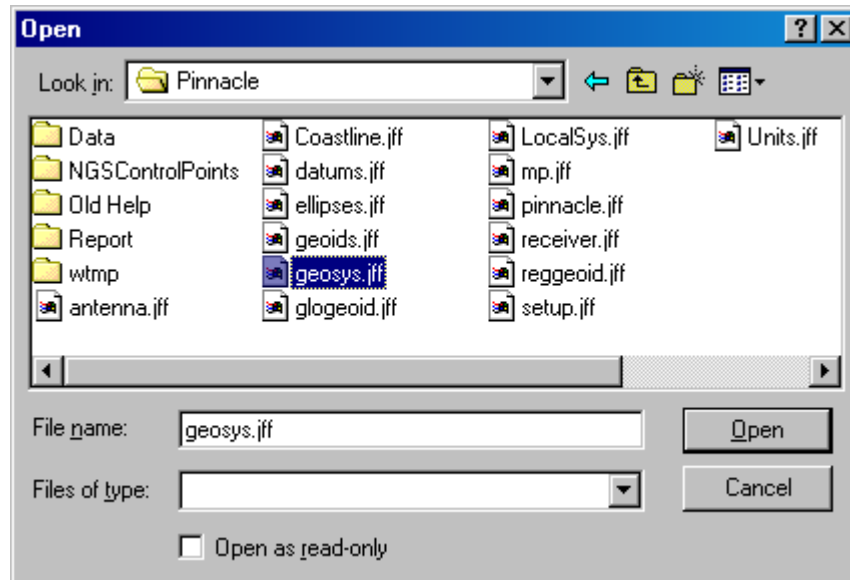 Open
Look in: Pinnacle
Data
NGSControlPoints
Old Help
Report
wtmp
antenna.jff
Coastline.jff
datums.jff
ellipses.jff
geoids.jff
geosys.jff
glogeoid.jff
LocalSys.jff
mp.jff
pinnacle.jff
receiver.jff
reggeoid.jff
setup.jff
Units.jff
File name: geosys.jff
Open
Files of type:
Cancel
Open as read-only